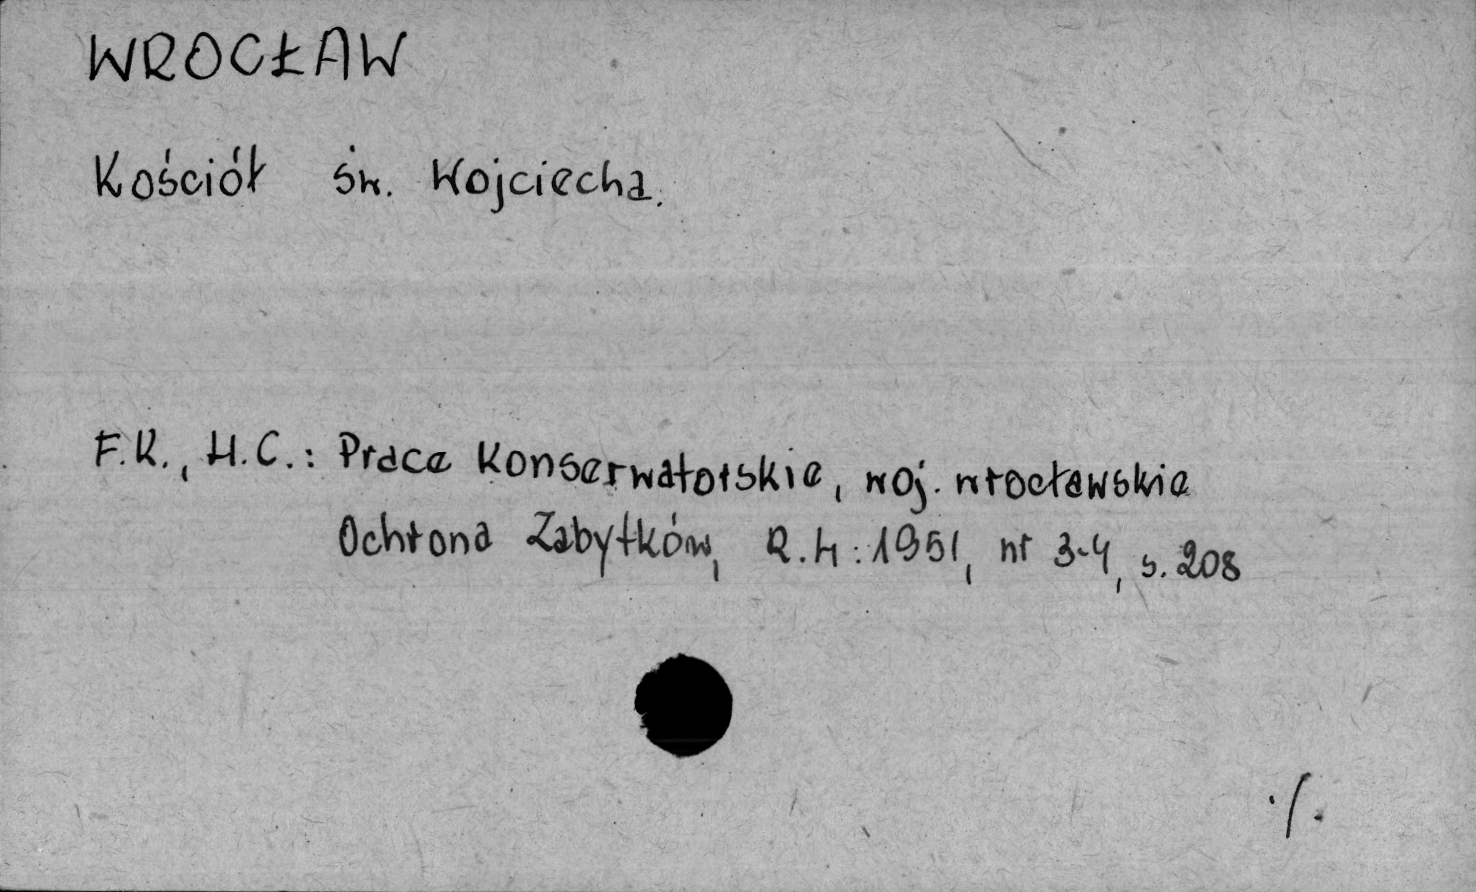 WROCŁAW
Kościół św. Wojciecha.
F.K., H.C.: Prace konserwatorskie, woj. wrocławskie
Ochrona Zabytków, R.4:1951, nr 3-4, s. 208
./.